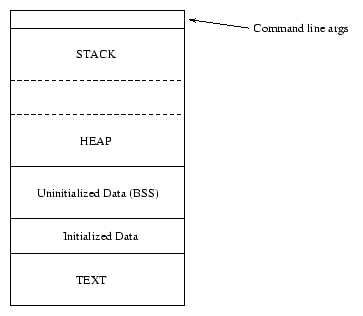 Command line args
STACK
HEAP
Uninitialized Data (BSS)
Initialized Data
TEXT